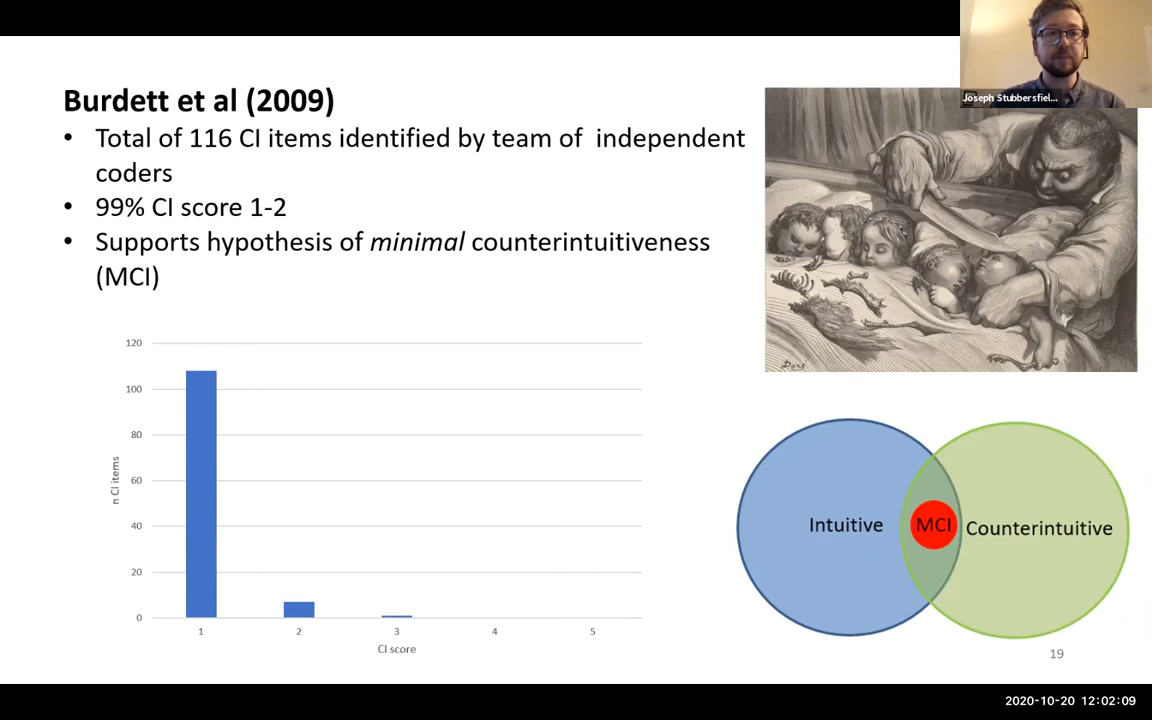 Joseph Stubbersfiel...
Burdett et al (2009)
• Total of 116 CI items identified by team of independent
coders
• 99% CI score 1-2
• Supports hypothesis of minimal counterintuitiveness
(MCI)
Doré
120
100
80
60
40
20
0
n CI items
1 2 3 4 5
CI score
Intuitive MCI Counterintuitive
19
2020-10-20 12:02:09